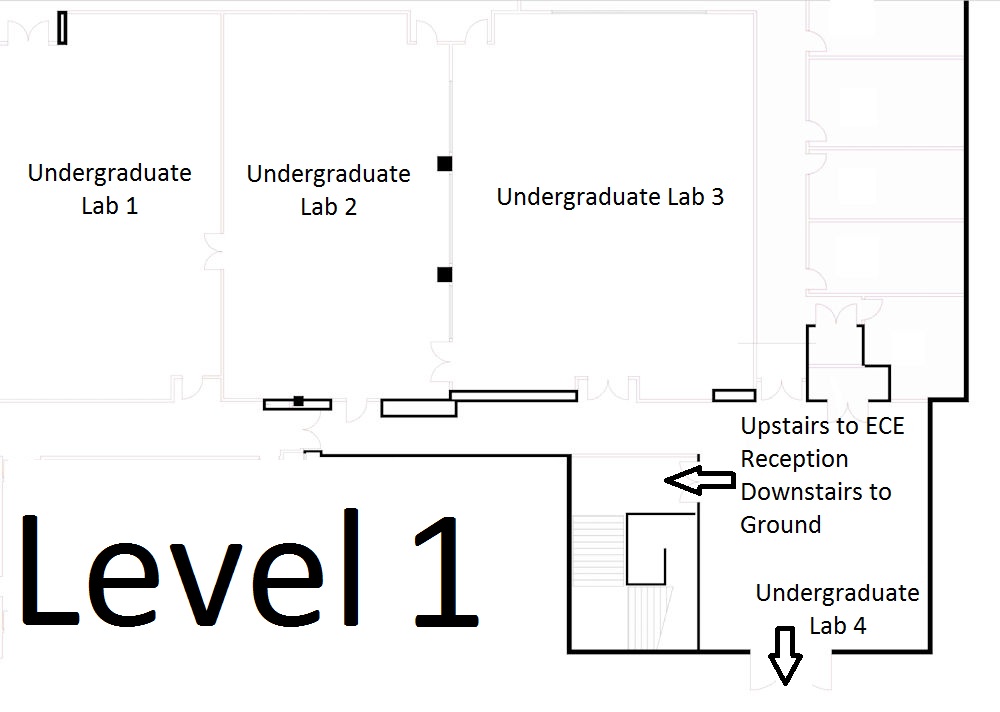 Undergraduate
Lab 1
Undergraduate
Lab 2
Undergraduate Lab 3
Upstairs to ECE
Reception
Downstairs to
Ground
Level 1
Undergraduate
Lab 4